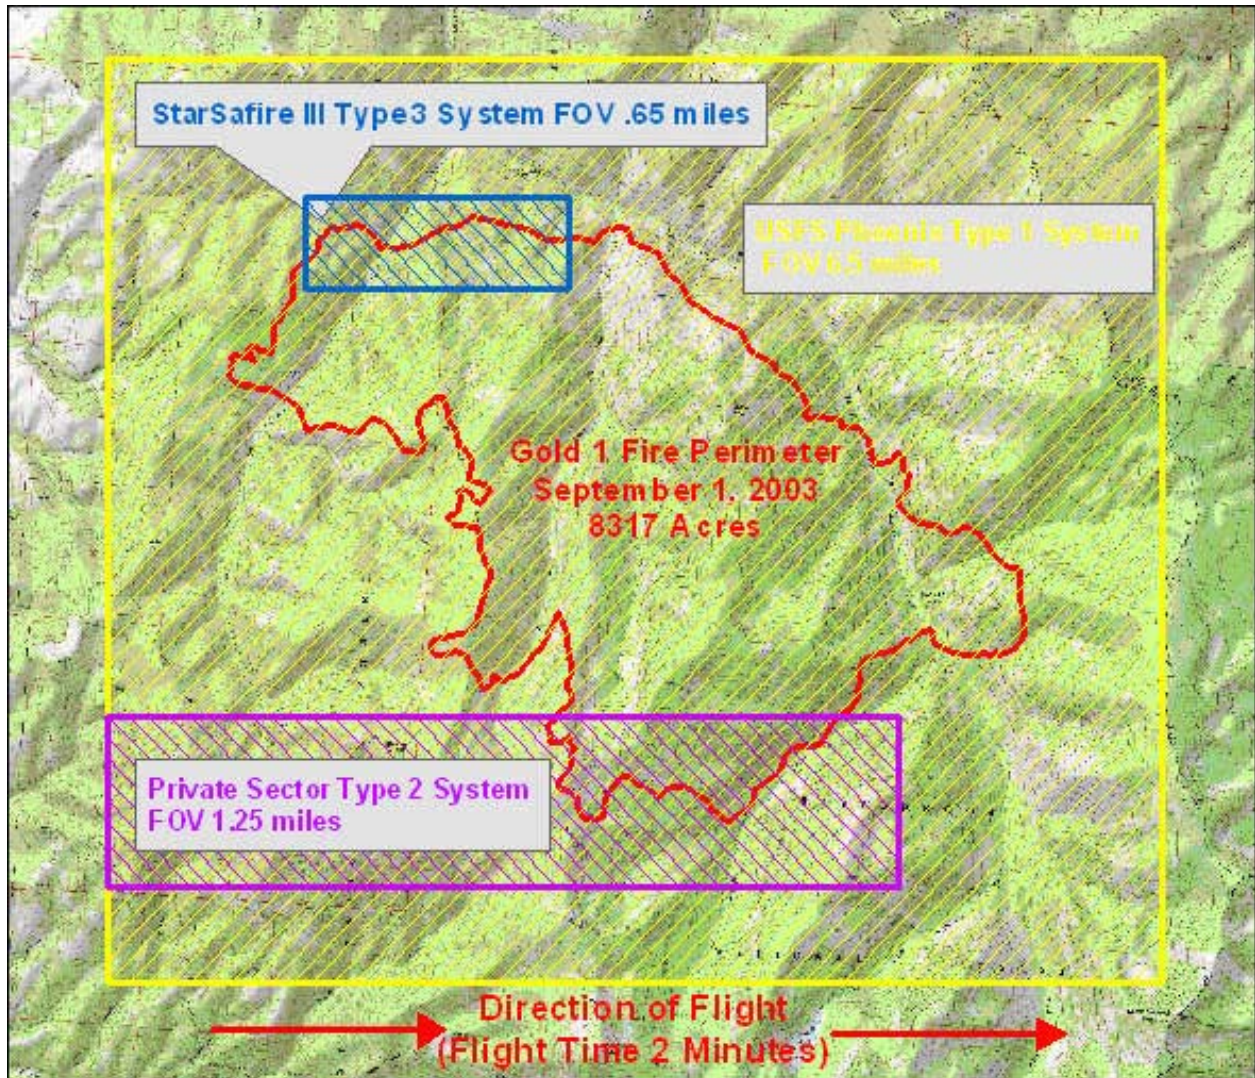 StarSafire III Type3 System FOV .65 miles
USFS Phoenix Type 1 System
FOV 6.5 miles
Gold 1 Fire Perimeter
September 1, 2003
8317 Acres
Private Sector Type 2 System
FOV 1.25 miles
Direction of Flight
(Flight Time 2 Minutes)